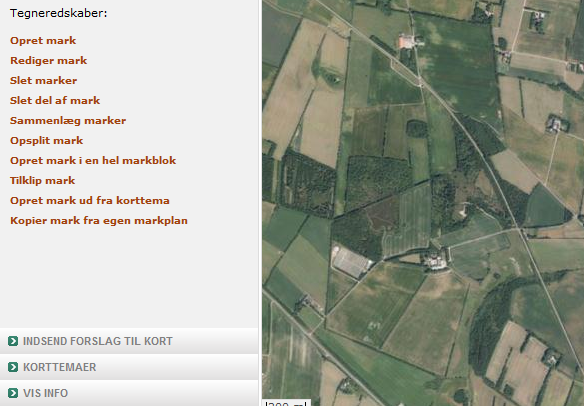 Tegneredskaber:
Opret mark
Rediger mark
Slet marker
Slet del af mark
Sammenlæg marker
Opsplit mark
Opret mark i en hel markblok
Tilklip mark
Opret mark ud fra korttema
Kopier mark fra egen markplan
INDSEND FORSLAG TIL KORT
KORTTEMAER
VIS INFO